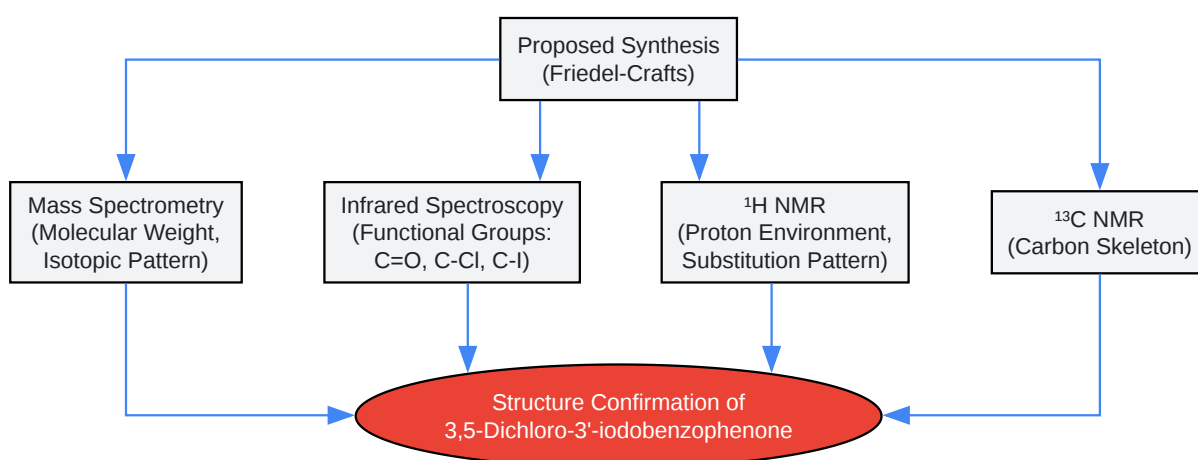 Proposed Synthesis
(Friedel-Crafts)
Mass Spectrometry
(Molecular Weight,
Isotopic Pattern)
Infrared Spectroscopy
(Functional Groups:
C=O, C-Cl, C-I)
¹H NMR
(Proton Environment,
Substitution Pattern)
¹³C NMR
(Carbon Skeleton)
Structure Confirmation of
3,5-Dichloro-3'-iodobenzophenone